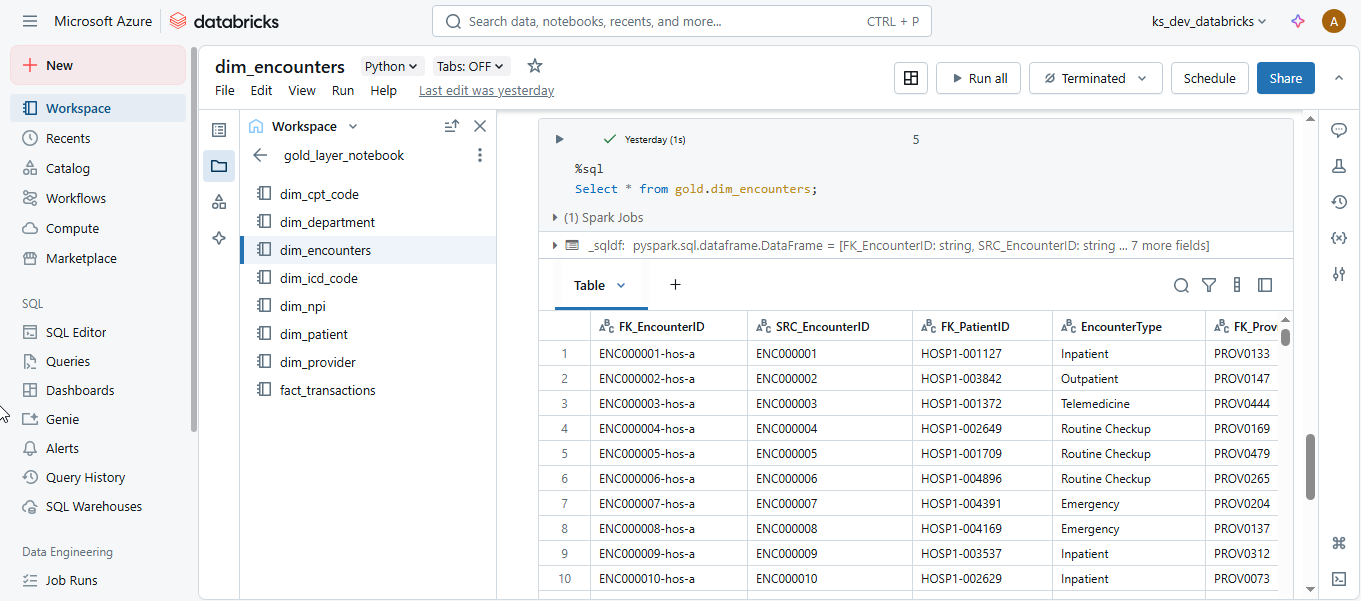 Microsoft Azure databricks
Search data, notebooks, recents, and more... CTRL + P
ks_dev_databricks
A
New
Workspace
Recents
Catalog
Workflows
Compute
Marketplace
SQL
SQL Editor
Queries
Dashboards
Genie
Alerts
Query History
SQL Warehouses
Data Engineering
Job Runs
dim_encounters Python Tabs: OFF
File Edit View Run Help Last edit was yesterday
Run all Terminated Schedule Share
Workspace
gold_layer_notebook
dim_cpt_code
dim_department
dim_encounters
dim_icd_code
dim_npi
dim_patient
dim_provider
fact_transactions
Yesterday (1s) 5
%sql
Select * from gold.dim_encounters;
(1) Spark Jobs
_sqldf: pyspark.sql.dataframe.DataFrame = [FK_EncounterID: string, SRC_EncounterID: string ... 7 more fields]
Table +
ABC FK_EncounterID ABC SRC_EncounterID ABC FK_PatientID ABC EncounterType ABC FK_Prov
1 ENC000001-hos-a ENC000001 HOSP1-001127 Inpatient PROV0133
2 ENC000002-hos-a ENC000002 HOSP1-003842 Outpatient PROV0147
3 ENC000003-hos-a ENC000003 HOSP1-001372 Telemedicine PROV0444
4 ENC000004-hos-a ENC000004 HOSP1-002649 Routine Checkup PROV0169
5 ENC000005-hos-a ENC000005 HOSP1-001709 Routine Checkup PROV0479
6 ENC000006-hos-a ENC000006 HOSP1-004896 Routine Checkup PROV0265
7 ENC000007-hos-a ENC000007 HOSP1-004391 Emergency PROV0204
8 ENC000008-hos-a ENC000008 HOSP1-004169 Emergency PROV0137
9 ENC000009-hos-a ENC000009 HOSP1-003537 Inpatient PROV0312
10 ENC000010-hos-a ENC000010 HOSP1-002629 Inpatient PROV0073